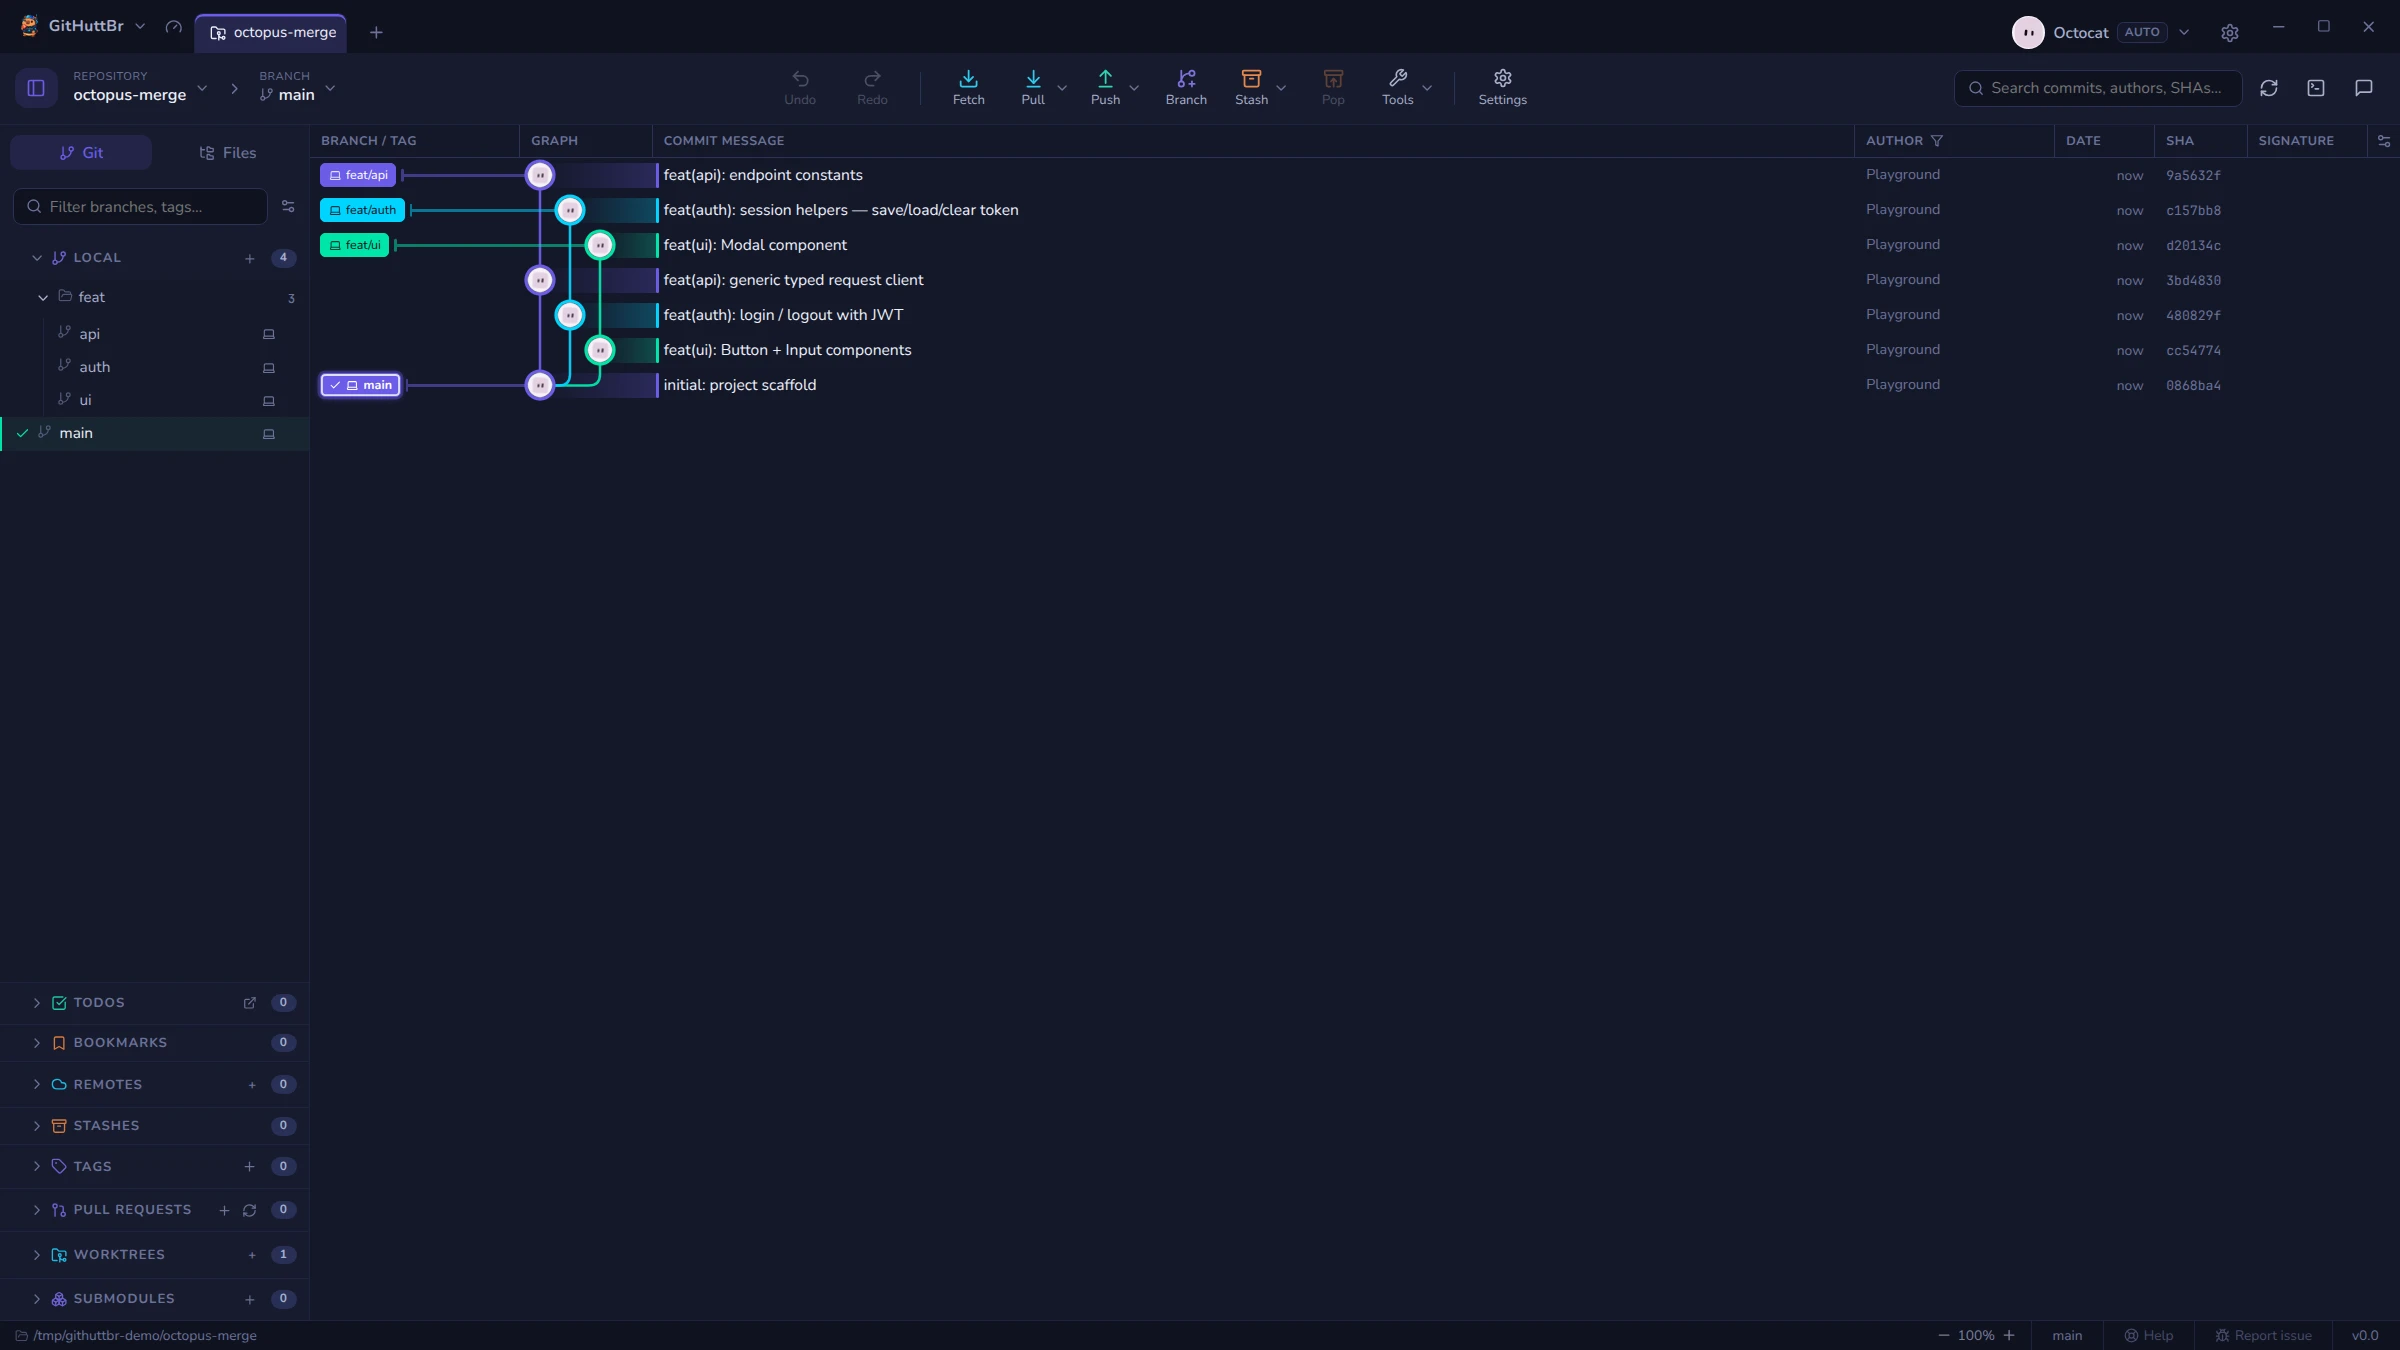 GitHuttBr
octopus-merge
Octocat AUTO
REPOSITORY
octopus-merge
BRANCH
main
Undo
Redo
Fetch
Pull
Push
Branch
Stash
Pop
Tools
Settings
Search commits, authors, SHAs...
Git
Files
Filter branches, tags...
LOCAL 4
feat 3
api
auth
ui
main
BRANCH / TAG GRAPH COMMIT MESSAGE AUTHOR DATE SHA SIGNATURE
feat/api feat(api): endpoint constants Playground now 9a5632f
feat/auth feat(auth): session helpers — save/load/clear token Playground now c157bb8
feat/ui feat(ui): Modal component Playground now d20134c
feat(api): generic typed request client Playground now 3bd4830
feat(auth): login / logout with JWT Playground now 480829f
feat(ui): Button + Input components Playground now cc54774
main initial: project scaffold Playground now 0868ba4
TODOS 0
BOOKMARKS 0
REMOTES 0
STASHES 0
TAGS 0
PULL REQUESTS 0
WORKTREES 1
SUBMODULES 0
/tmp/githuttbr-demo/octopus-merge
100%
main
Help
Report issue
v0.0